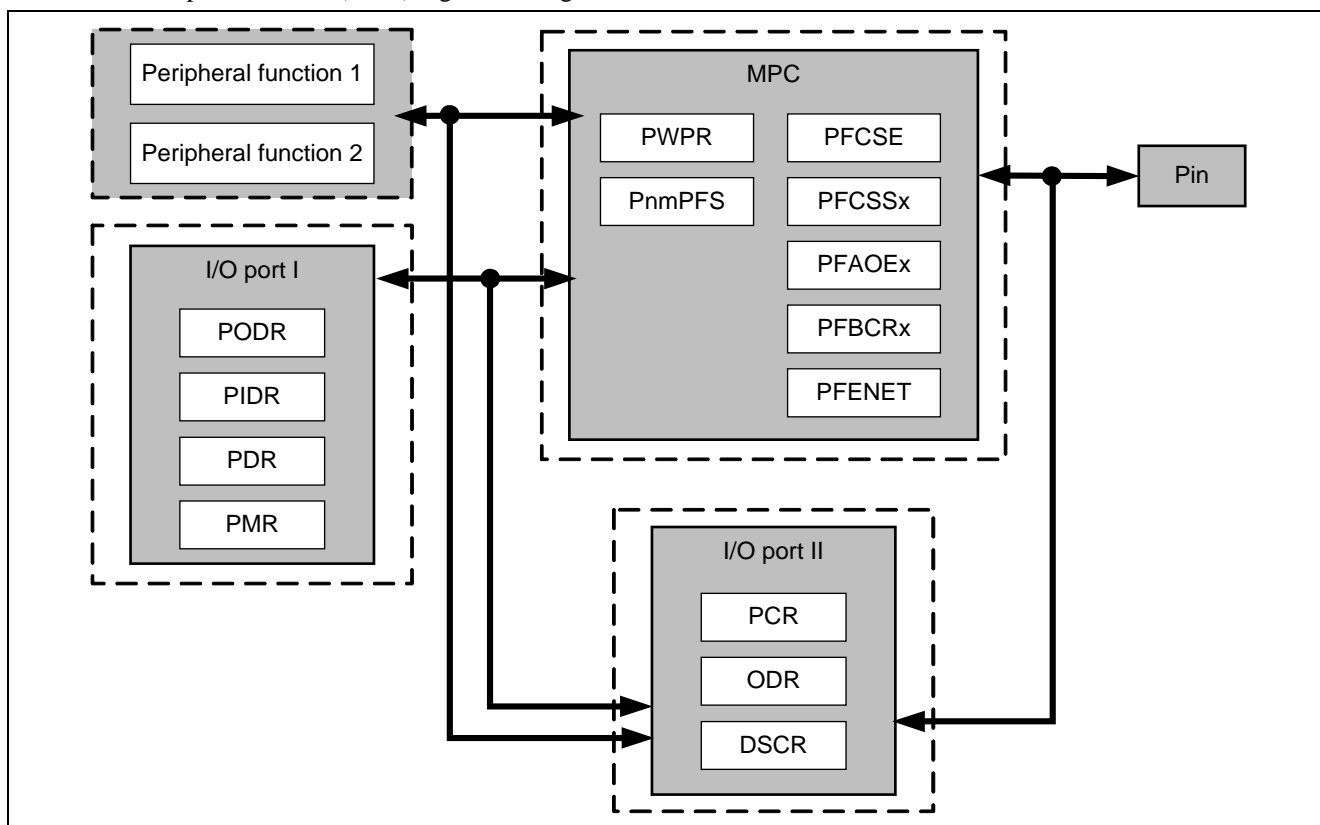 Peripheral function 1
Peripheral function 2
I/O port I
PODR
PIDR
PDR
PMR
MPC
PWPR
PnmPFS
PFCSE
PFCSSx
PFAOEx
PFBCRx
PFENET
Pin
I/O port II
PCR
ODR
DSCR